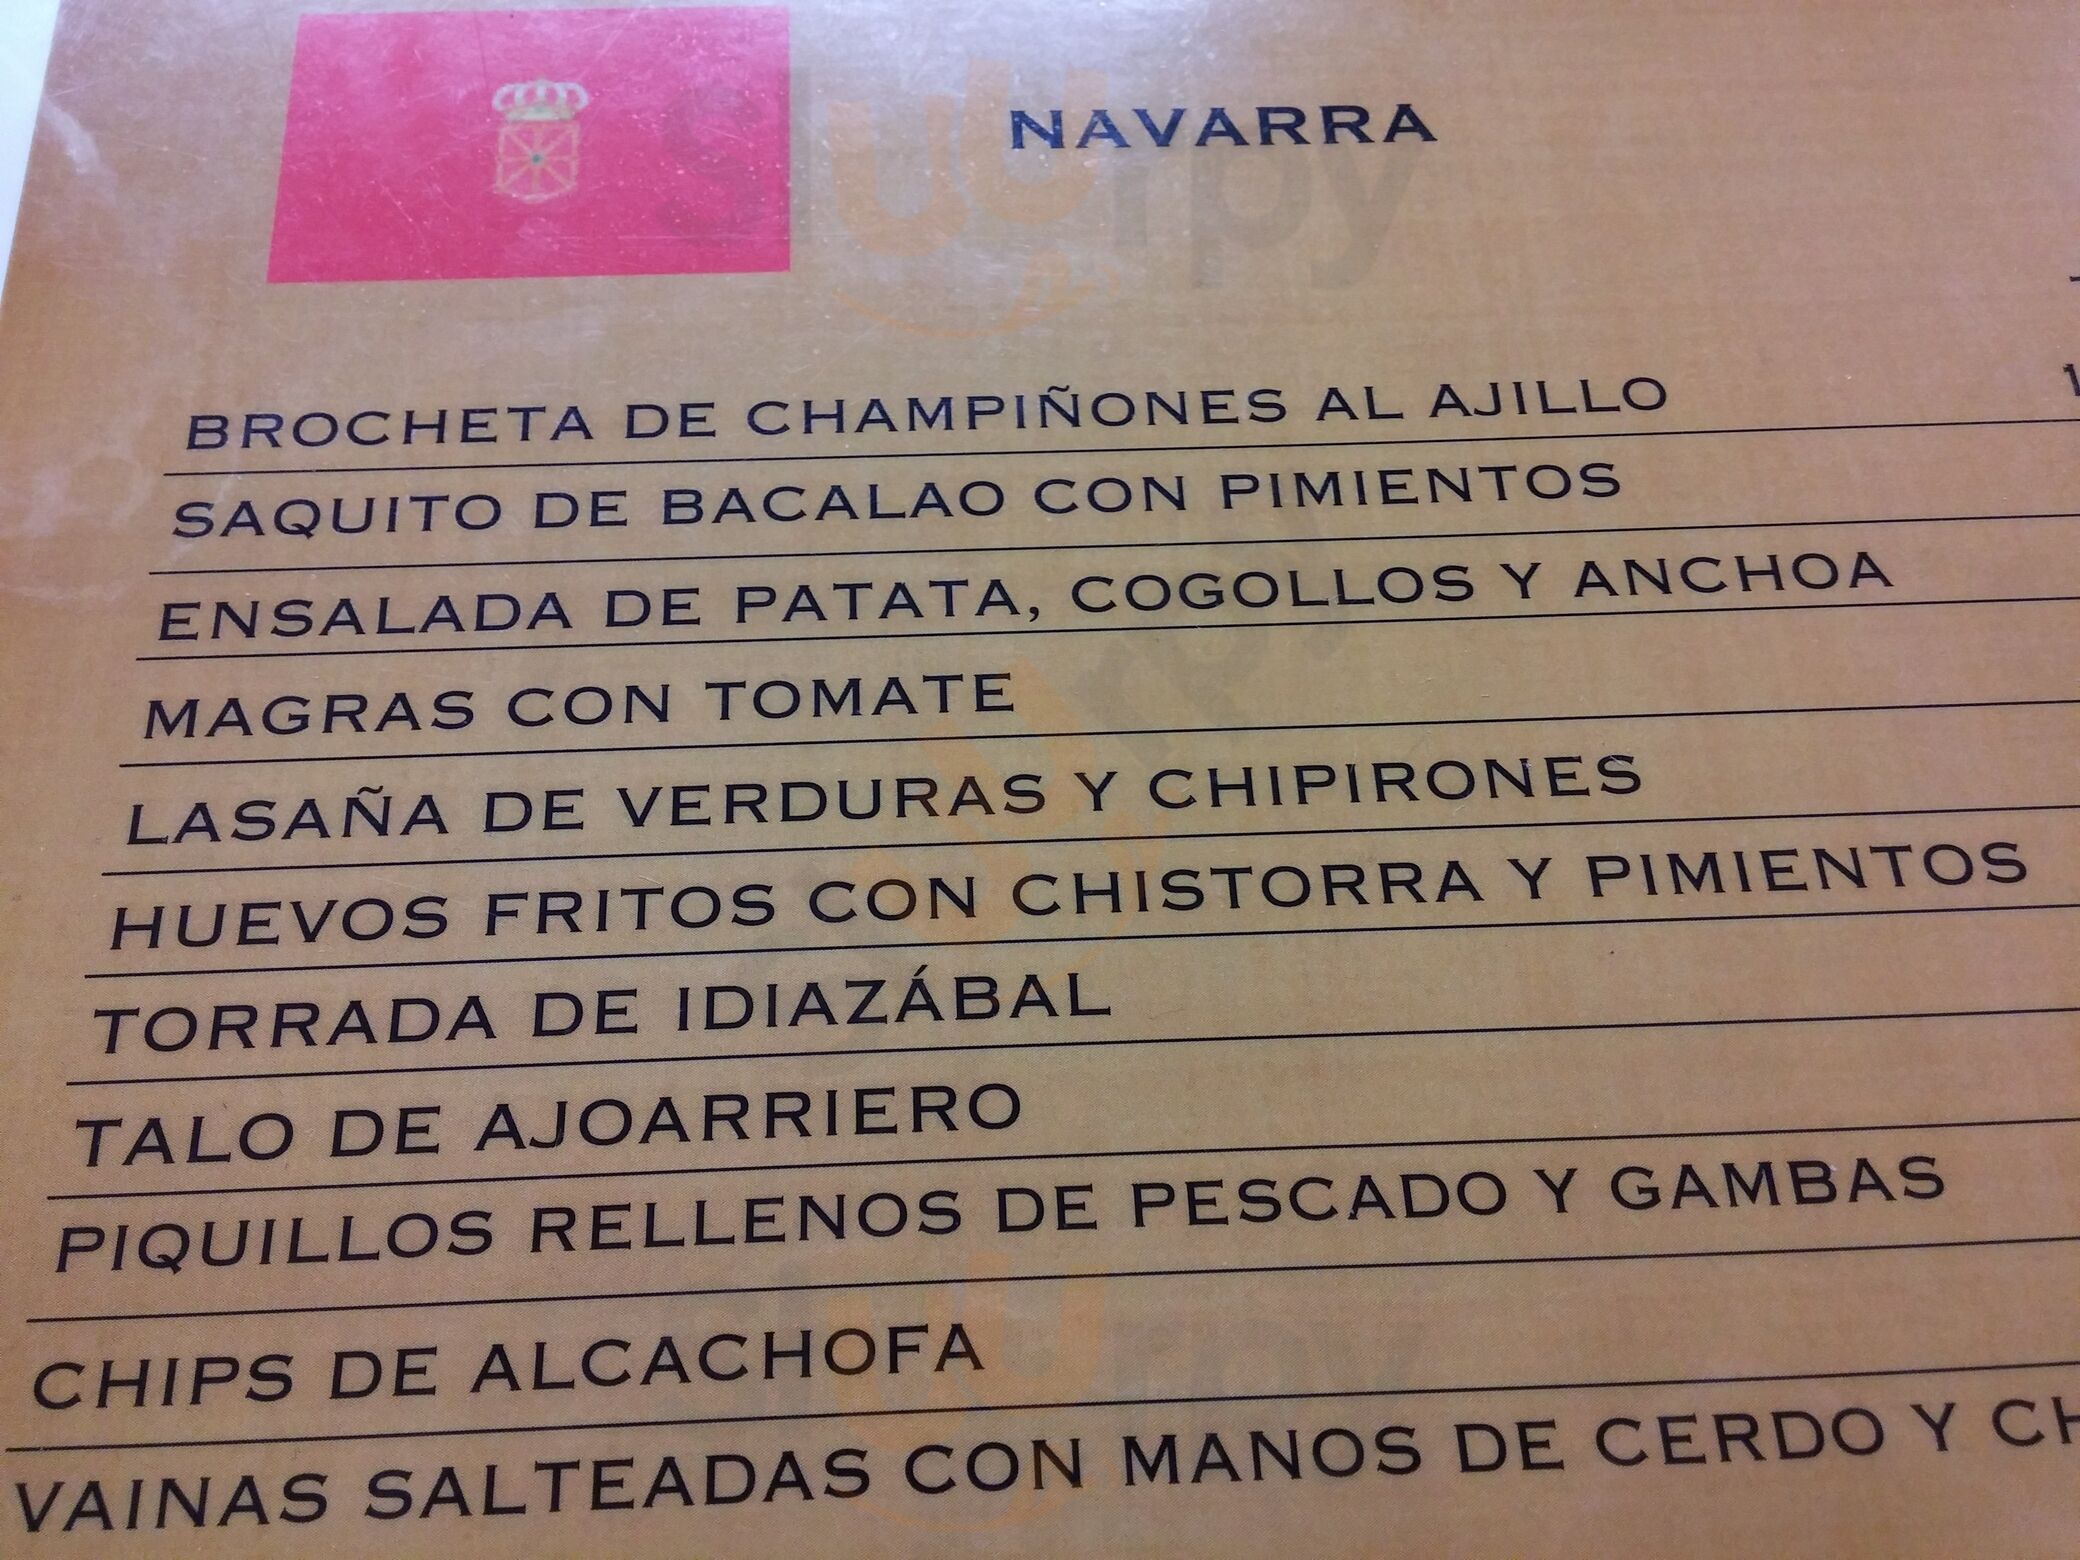 NAVARRA
BROCHETA DE CHAMPIÑONES AL AJILLO
SAQUITO DE BACALAO CON PIMIENTOS
ENSALADA DE PATATA, COGOLLOS Y ANCHOA
MAGRAS CON TOMATE
LASAÑA DE VERDURAS Y CHIPIRONES
HUEVOS FRITOS CON CHISTORRA Y PIMIENTOS
TORRADA DE IDIAZÁBAL
TALO DE AJOARRIERO
PIQUILLOS RELLENOS DE PESCADO Y GAMBAS
CHIPS DE ALCACHOFA
VAINAS SALTEADAS CON MANOS DE CERDO Y